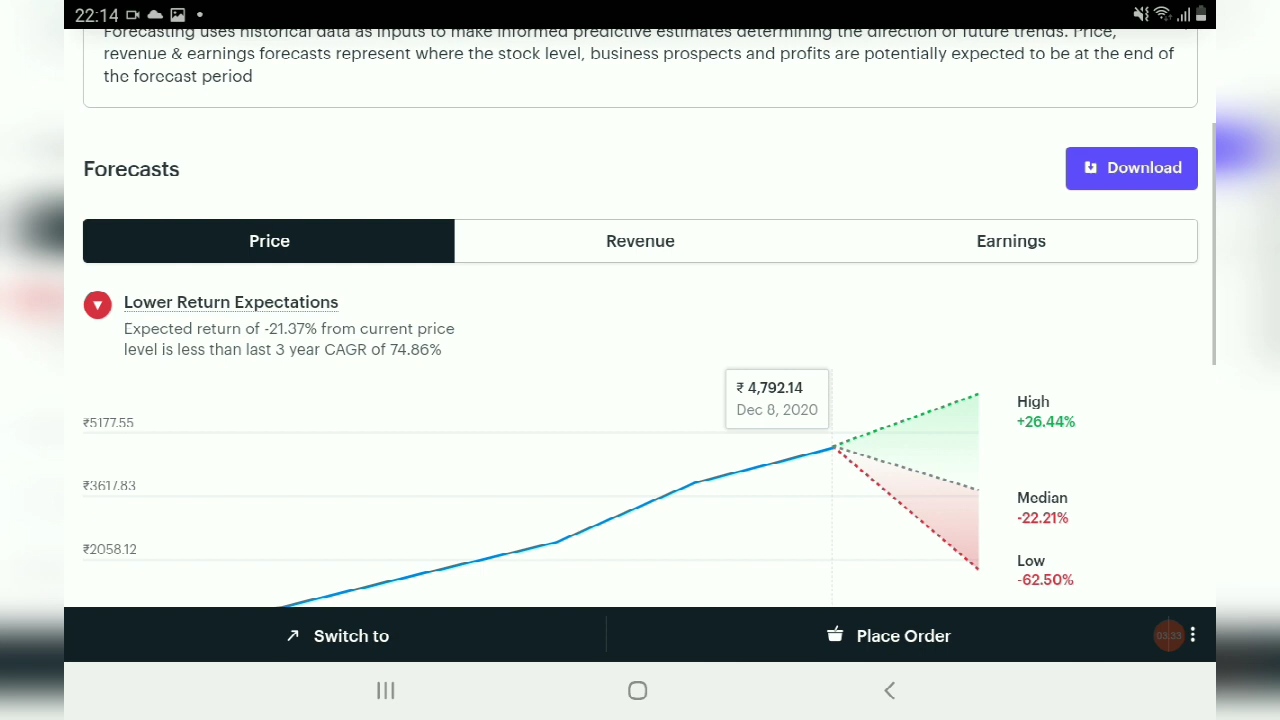 22:14
Forecasting uses historical data as inputs to make informed predictive estimates determining the direction of future trends. Price,
revenue & earnings forecasts represent where the stock level, business prospects and profits are potentially expected to be at the end of
the forecast period
Forecasts
Download
Price
Revenue
Earnings
Lower Return Expectations
Expected return of -21.37% from current price
level is less than last 3 year CAGR of 74.86%
₹ 4,792.14
Dec 8, 2020
High
+26.44%
₹5177.55
₹3617.83
Median
-22.21%
₹2058.12
Low
-62.50%
Switch to
Place Order
03:33